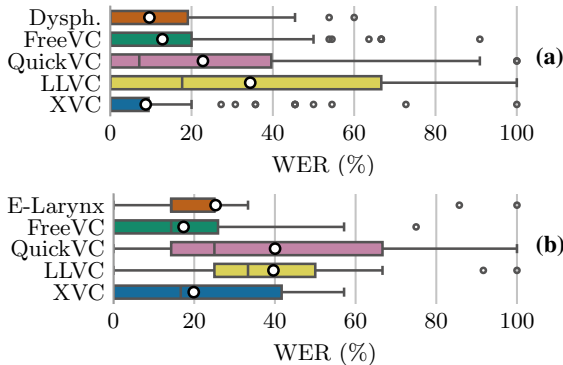 Dysph.
FreeVC
QuickVC
LLVC
XVC
(a)
0 20 40 60 80 100
WER (%)
E-Larynx
FreeVC
QuickVC
LLVC
XVC
(b)
0 20 40 60 80 100
WER (%)